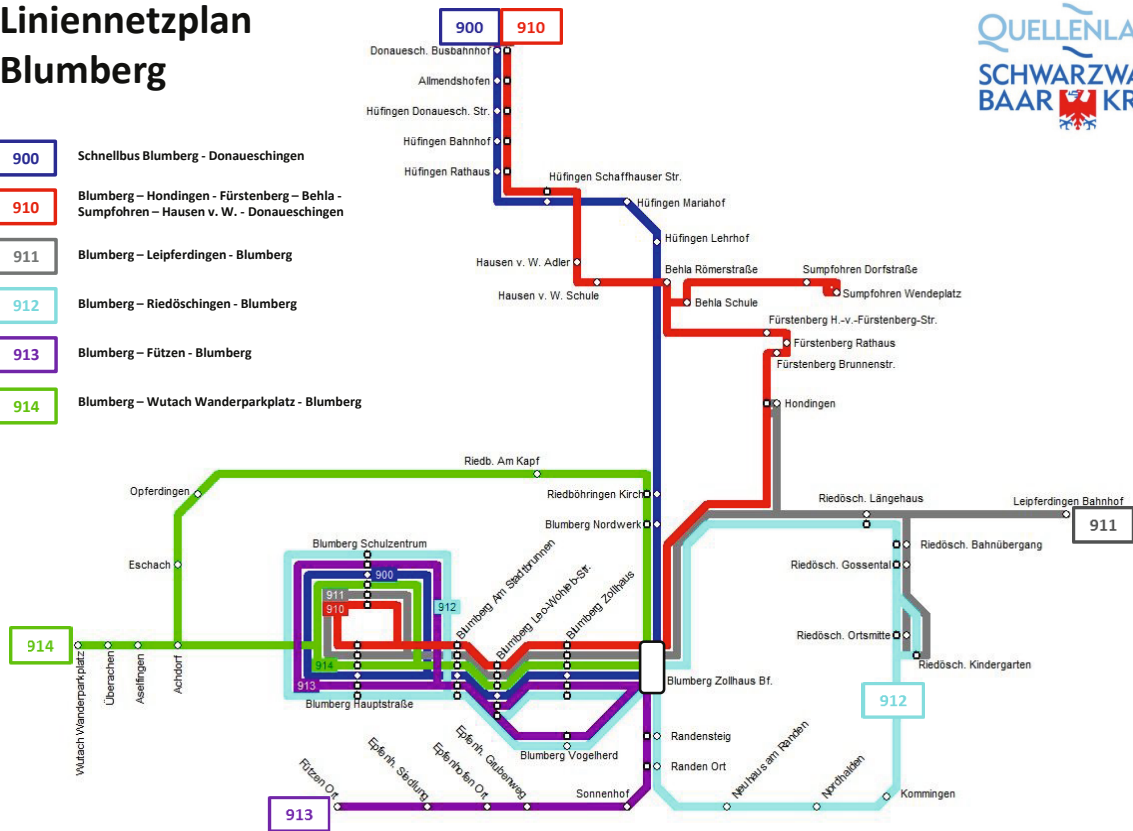 Liniennetzplan
Blumberg
900
910
QUELLENLA
SCHWARZWA
BAAR KR
900 Schnellbus Blumberg - Donaueschingen
910 Blumberg – Hondingen - Fürstenberg – Behla -
Sumpfohren – Hausen v. W. - Donaueschingen
911 Blumberg – Leipferdingen - Blumberg
912 Blumberg – Riedöschingen - Blumberg
913 Blumberg – Fützen - Blumberg
914 Blumberg – Wutach Wanderparkplatz - Blumberg
Donauesch. Busbahnhof
Allmendshofen
Hüfingen Donauesch. Str.
Hüfingen Bahnhof
Hüfingen Rathaus
Hüfingen Schaffhauser Str.
Hüfingen Mariahof
Hüfingen Lehrhof
Hausen v. W. Adler
Hausen v. W. Schule
Behla Römerstraße
Behla Schule
Sumpfohren Dorfstraße
Sumpfohren Wendeplatz
Fürstenberg H.-v.-Fürstenberg-Str.
Fürstenberg Rathaus
Fürstenberg Brunnenstr.
Hondingen
Riedb. Am Kapf
Riedböhringen Kirch
Blumberg Nordwerk
Opferdingen
Eschach
Riedösch. Längehaus
Leipferdingen Bahnhof
911
Riedösch. Bahnübergang
Riedösch. Gossental
Riedösch. Ortsmitte
Riedösch. Kindergarten
912
Blumberg Schulzentrum
900
911
910
912
914
913
Blumberg Hauptstraße
Blumberg Am Stadtbrunnen
Blumberg Leo-Wohleb-Str.
Blumberg Zollhaus
Blumberg Zollhaus Bf.
Blumberg Vogelherd
914
Wutach Wanderparkplatz
Überachen
Aselfingen
Achdorf
Randensteig
Randen Ort
Neuhaus am Randen
Nordhalden
Kommingen
Fützen Ort
Epfenh. Siedlung
Epfenhofen Ort
Epfenh. Grubenweg
Sonnenhof
913